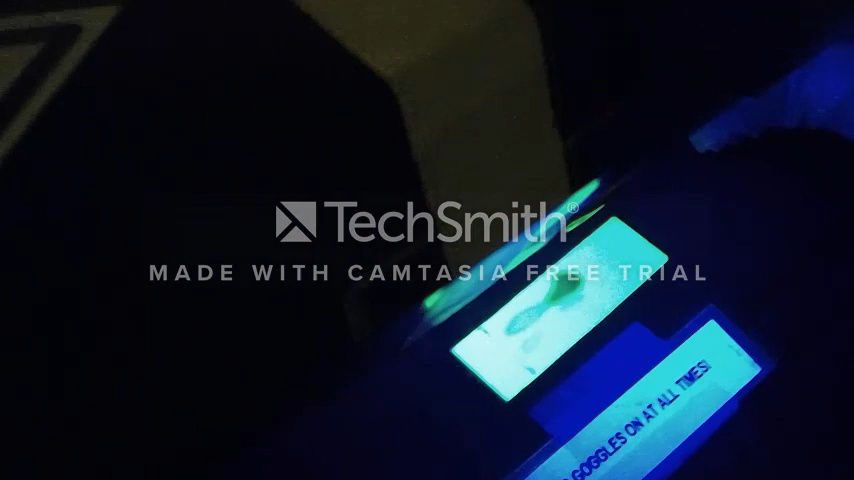 TechSmith®
MADE WITH CAMTASIA FREE TRIAL
GOGGLES ON AT ALL TIMES!